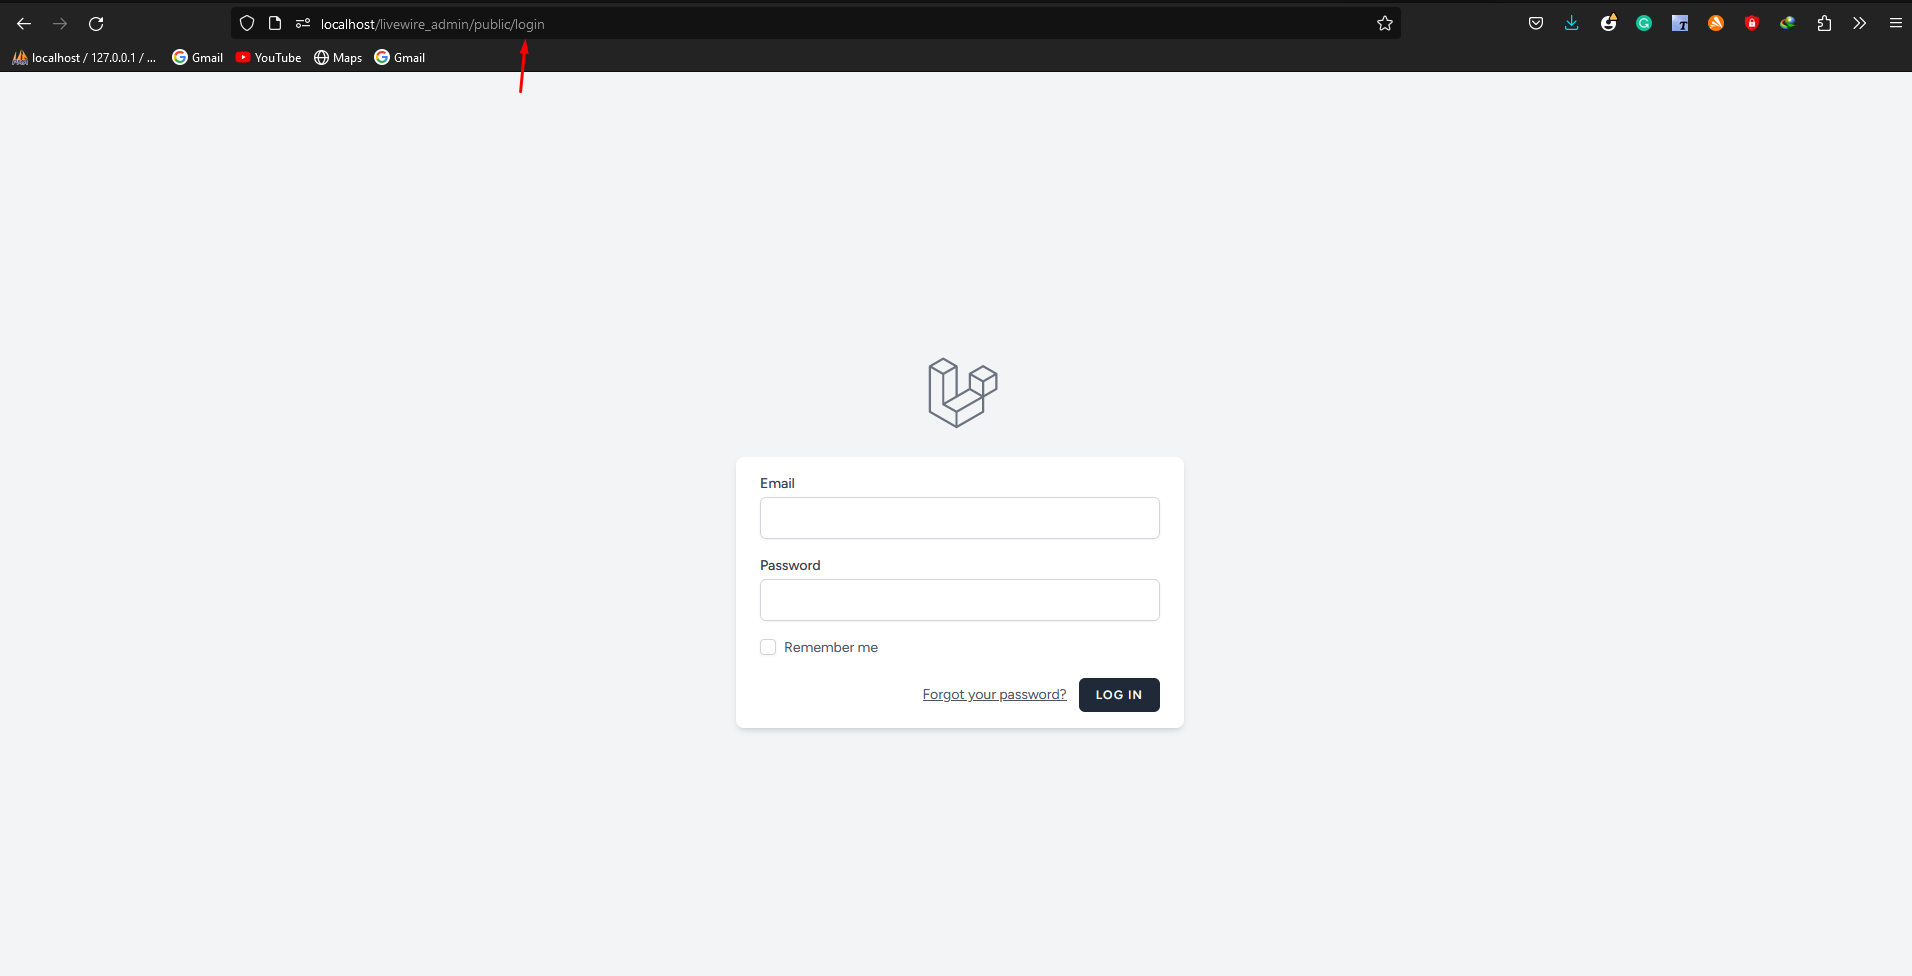 localhost/livewire_admin/public/login
localhost / 127.0.0.1 / ... Gmail YouTube Maps Gmail
Email
Password
Remember me
Forgot your password? LOG IN